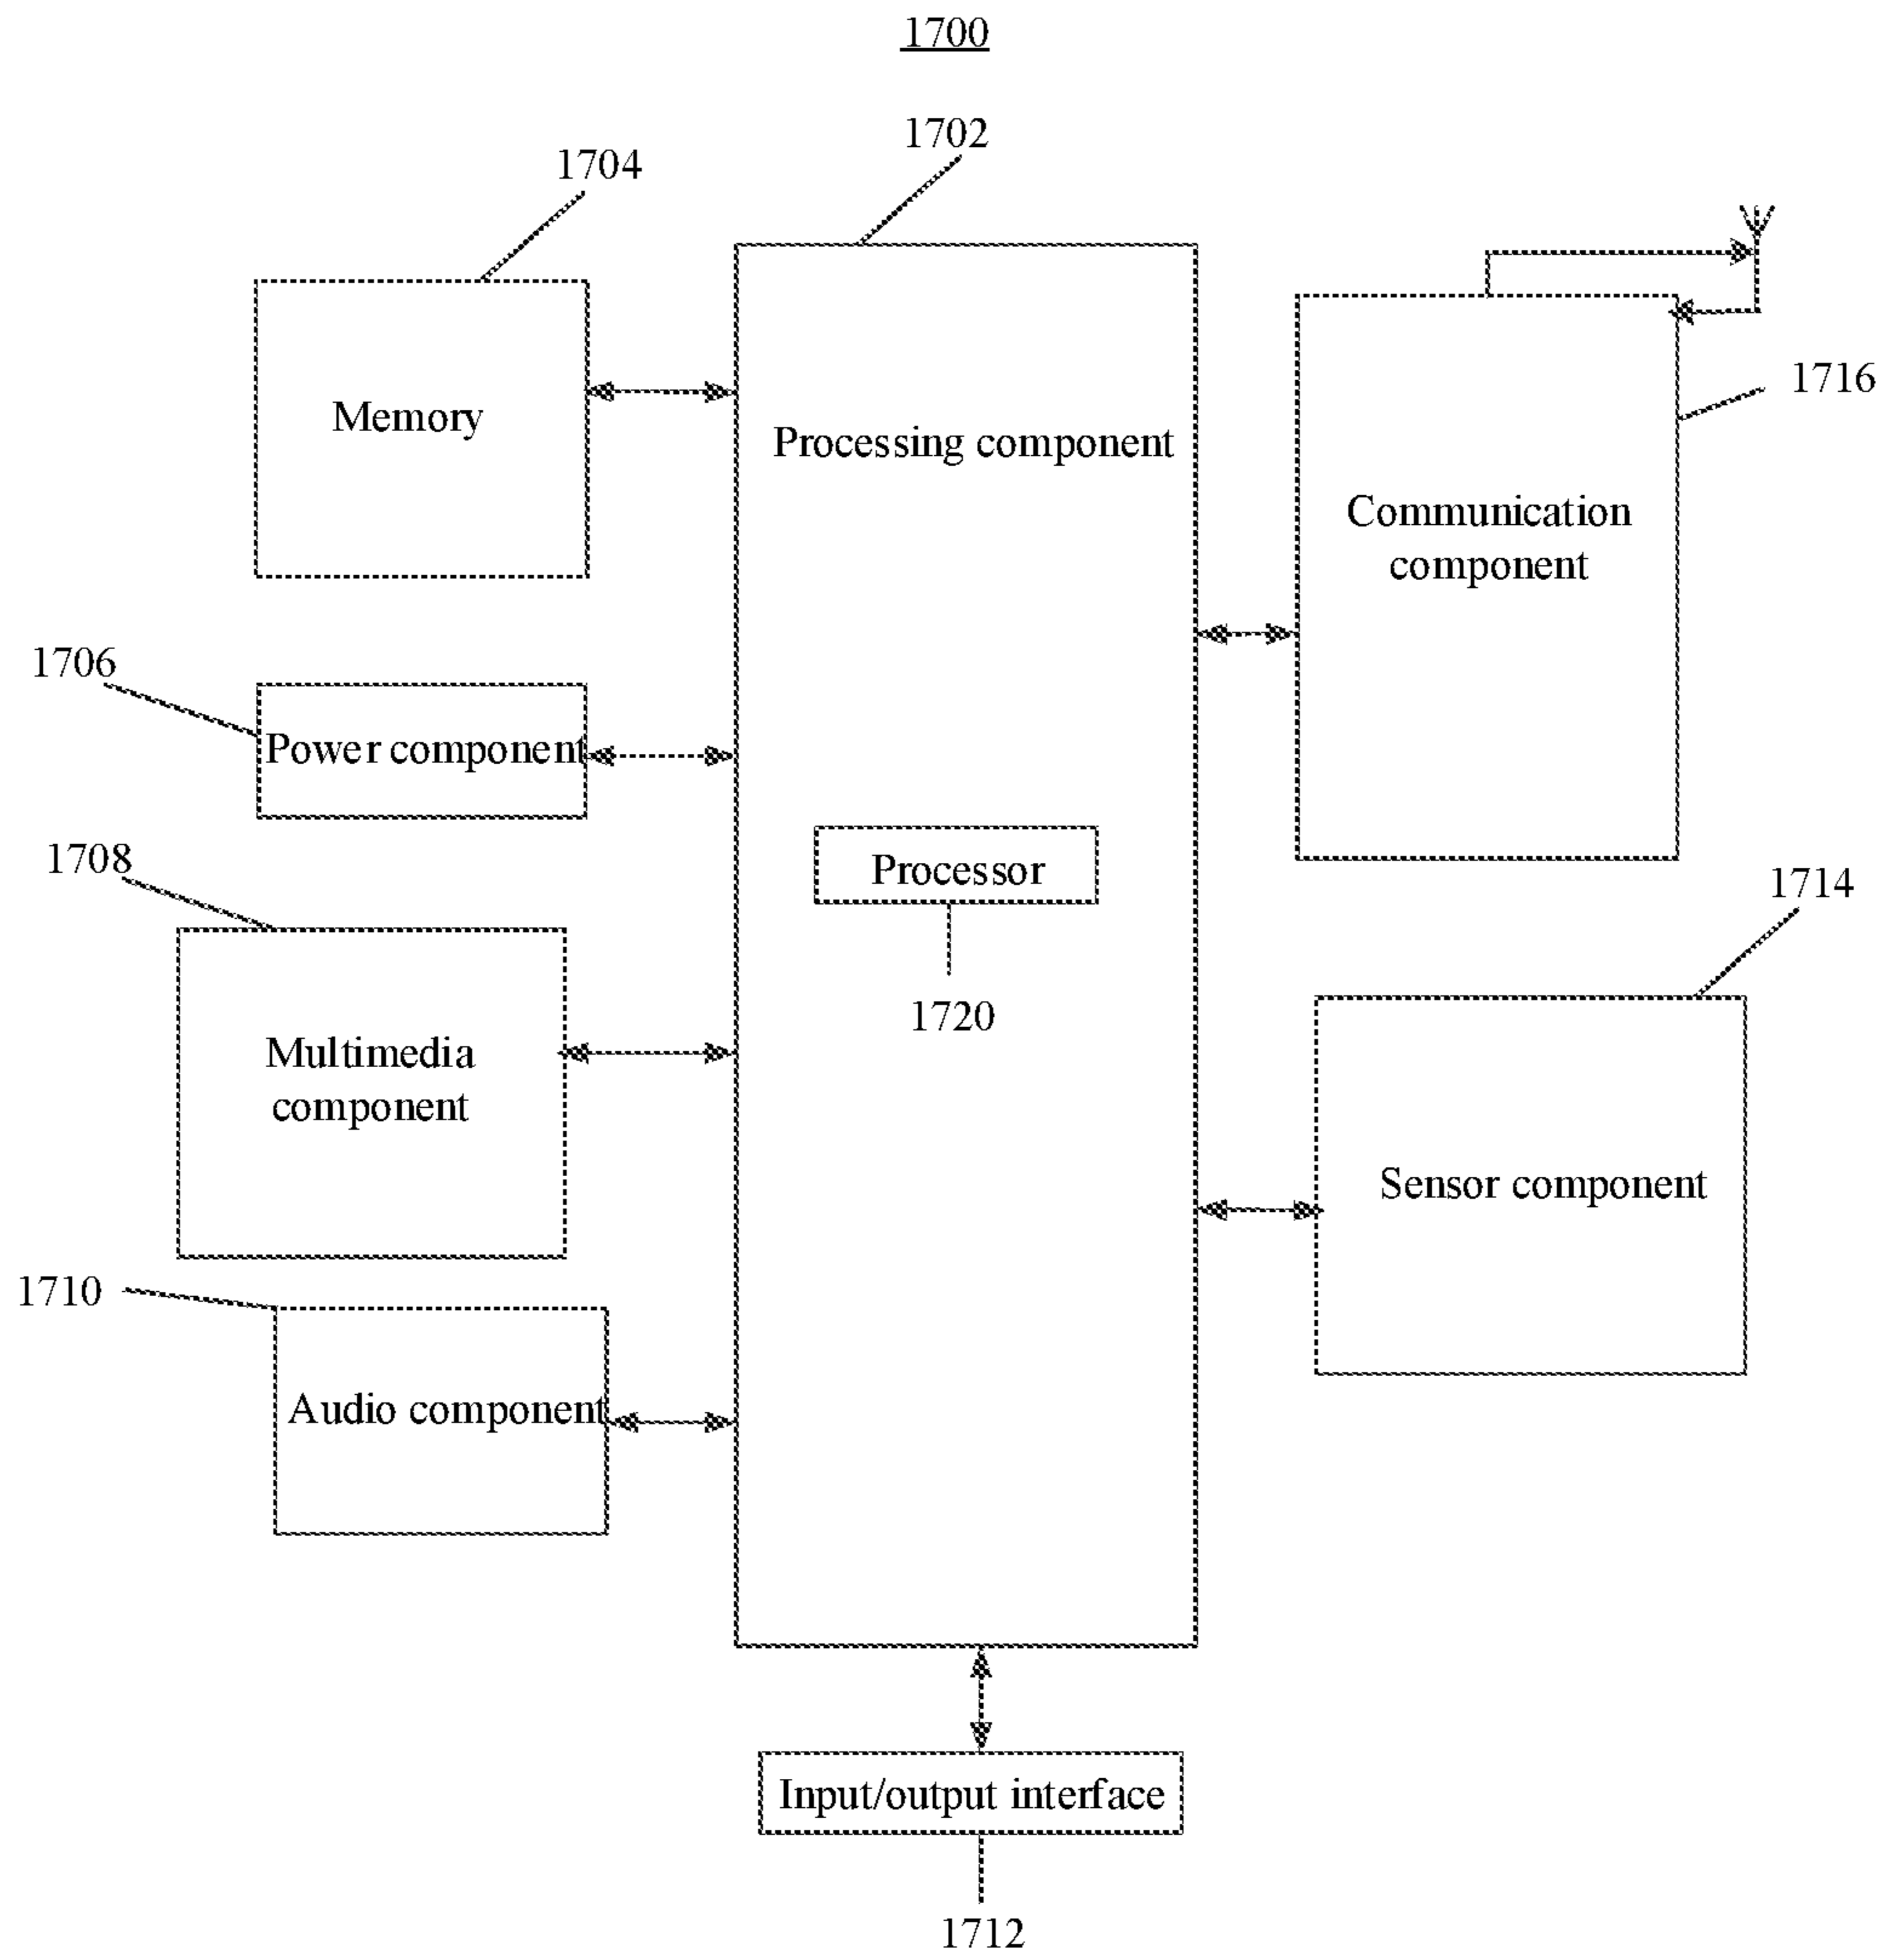 1700
1702
1704
Memory
Processing component
1716
Communication
component
1706
Power component
1708
Processor
1714
1720
Multimedia
component
Sensor component
1710
Audio component
Input/output interface
1712